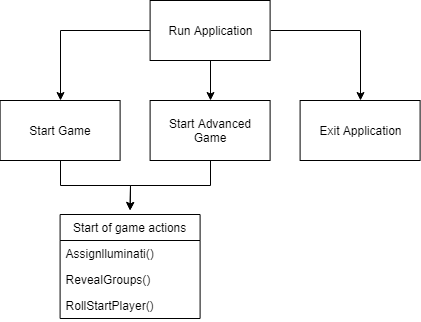 Run Application
Start Game
Start Advanced
Game
Exit Application
Start of game actions
AssignIluminati()
RevealGroups()
RollStartPlayer()